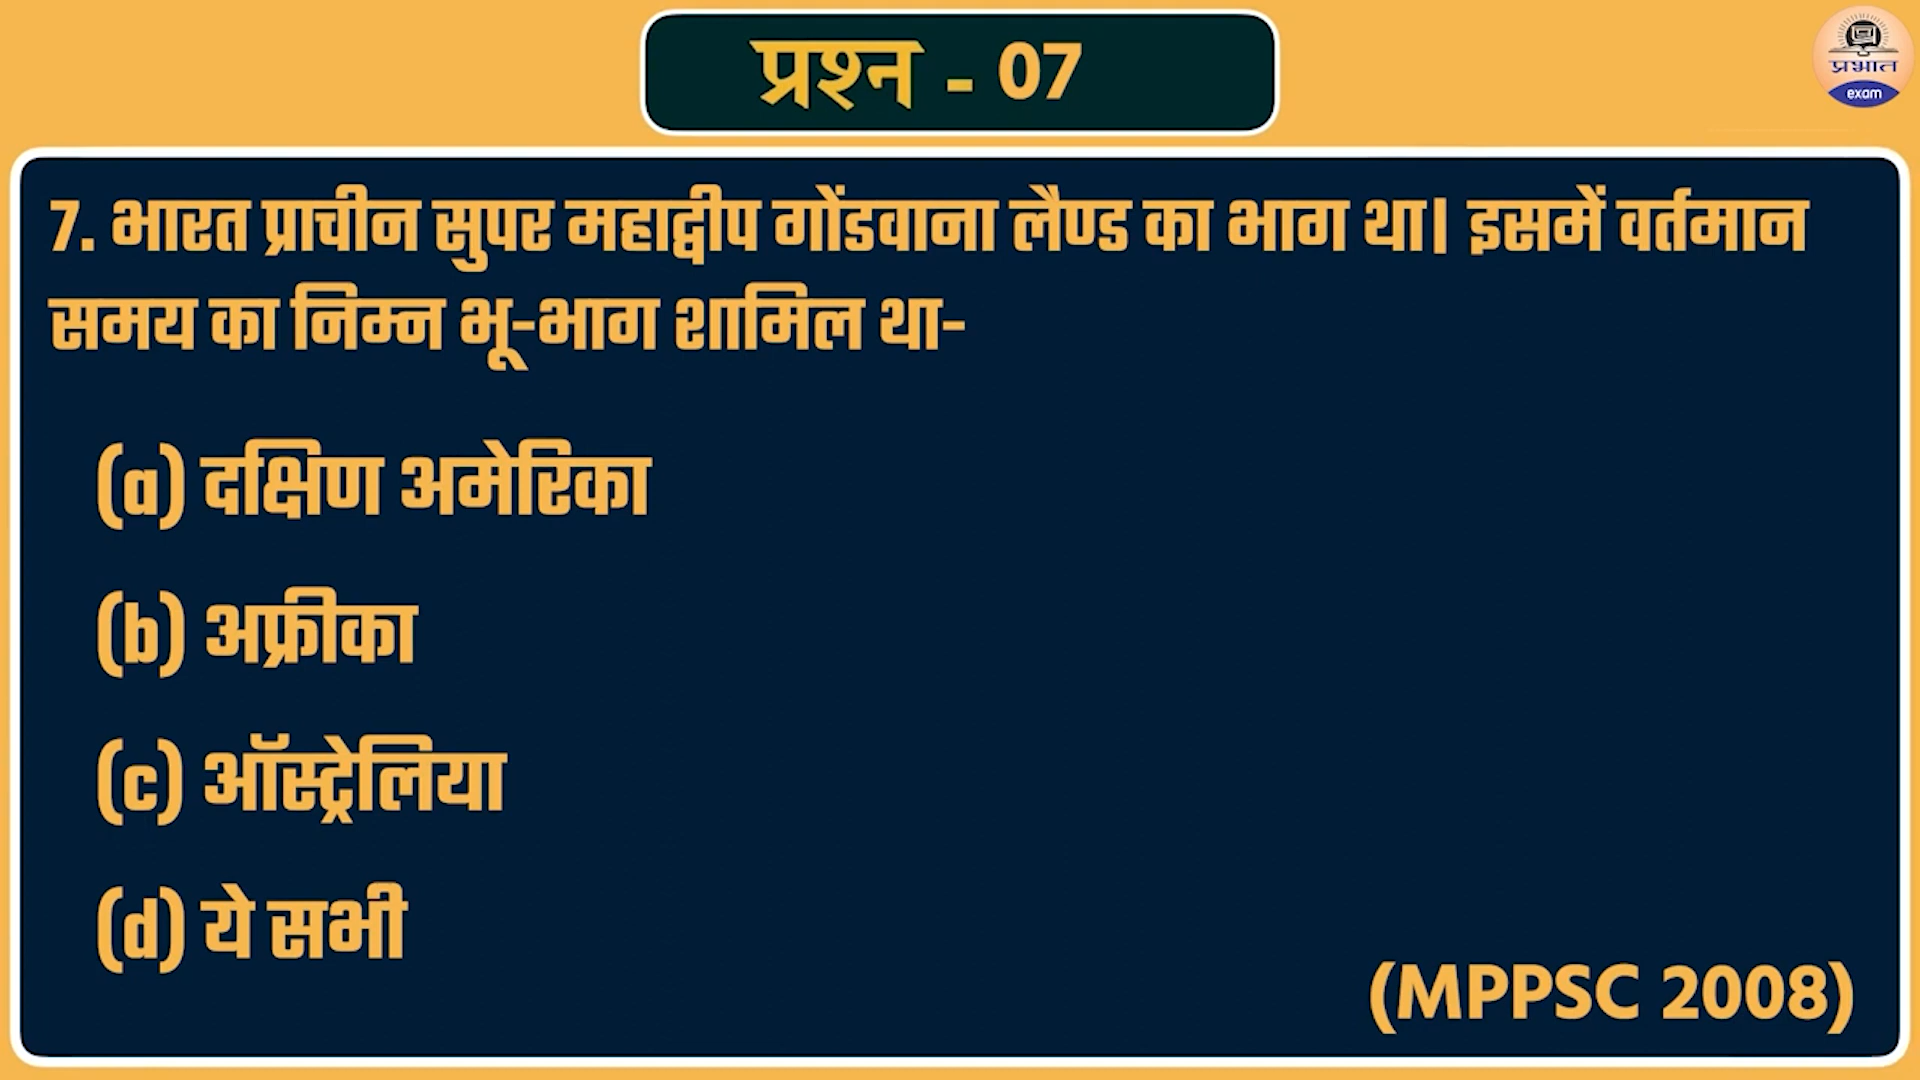 प्रश्न - 07
प्रभात
exam
7. भारत प्राचीन सुपर महाद्वीप गोंडवाना लैण्ड का भाग था। इसमें वर्तमान
समय का निम्न भू-भाग शामिल था-
(a) दक्षिण अमेरिका
(b) अफ्रीका
(c) ऑस्ट्रेलिया
(d) ये सभी
(MPPSC 2008)